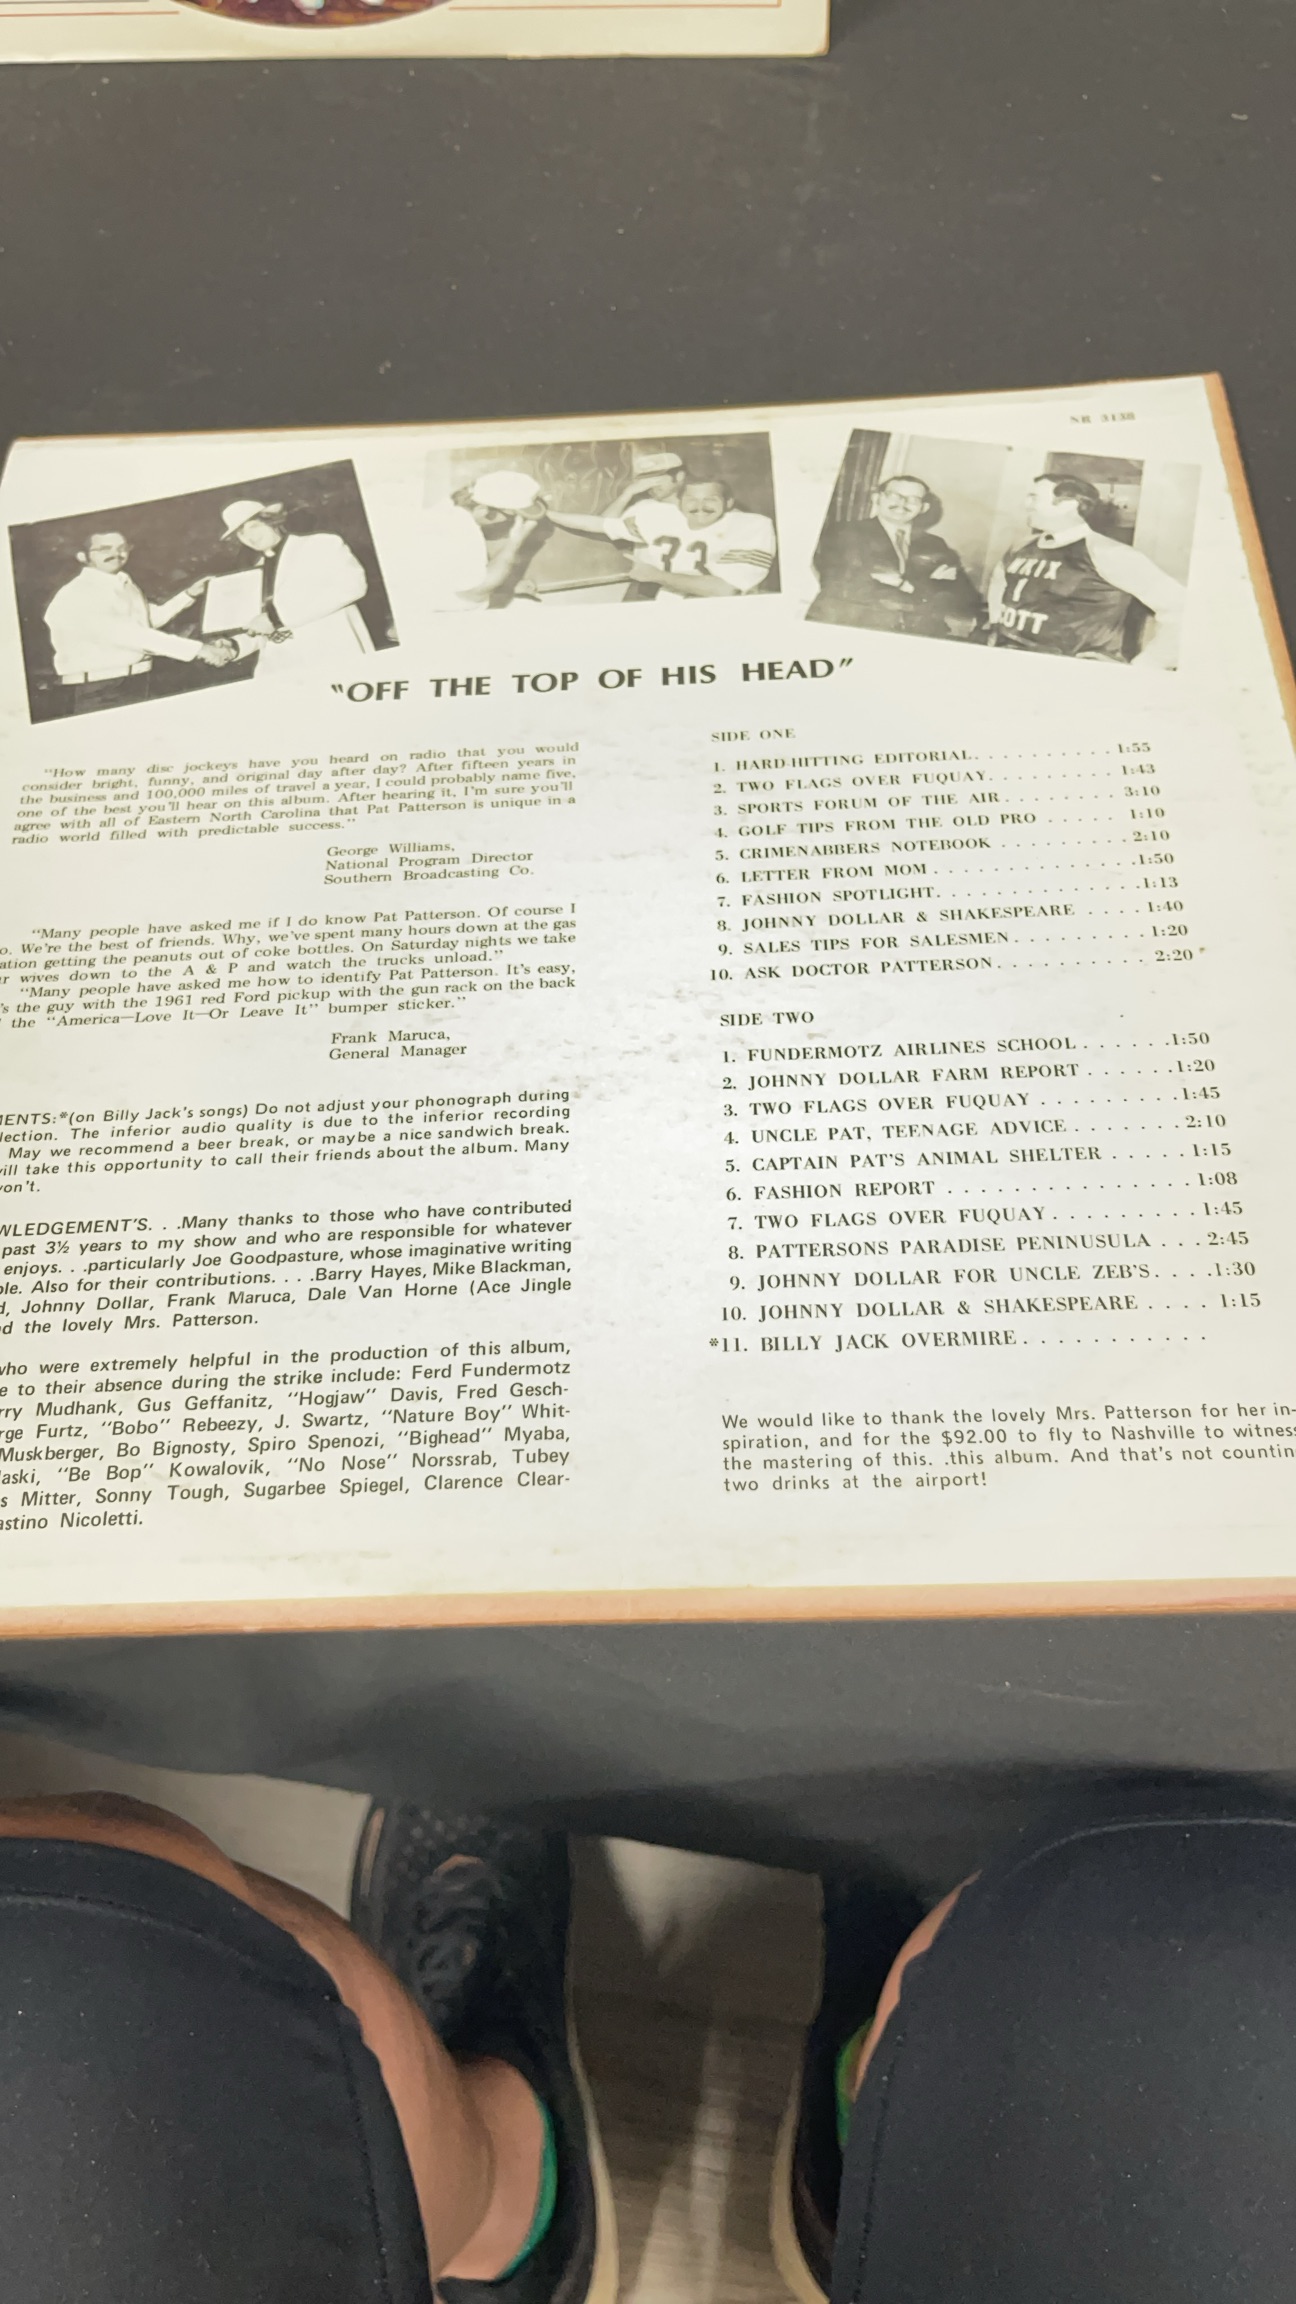 NR 3138
33
WKIX
1
"OFF THE TOP OF HIS HEAD"
"How many disc jockeys have you heard on radio that you would
consider bright, funny, and original day after day? After fifteen years in
the business and 100,000 miles of travel a year, I could probably name five,
one of the best you'll hear on this album. After hearing it, I'm sure you'll
agree with all of Eastern North Carolina that Pat Patterson is unique in a
radio world filled with predictable success."
George Williams,
National Program Director
Southern Broadcasting Co.
"Many people have asked me if I do know Pat Patterson. Of course I
o. We're the best of friends. Why, we've spent many hours down at the gas
ation getting the peanuts out of coke bottles. On Saturday nights we take
r wives down to the A & P and watch the trucks unload."
"Many people have asked me how to identify Pat Patterson. It's easy,
's the guy with the 1961 red Ford pickup with the gun rack on the back
the "America—Love It—Or Leave It" bumper sticker."
Frank Maruca,
General Manager
MENTS:*(on Billy Jack's songs) Do not adjust your phonograph during
lection. The inferior audio quality is due to the inferior recording
May we recommend a beer break, or maybe a nice sandwich break.
ill take this opportunity to call their friends about the album. Many
on't.
WLEDGEMENT'S. . .Many thanks to those who have contributed
past 3½ years to my show and who are responsible for whatever
enjoys. . .particularly Joe Goodpasture, whose imaginative writing
ble. Also for their contributions. . . .Barry Hayes, Mike Blackman,
d, Johnny Dollar, Frank Maruca, Dale Van Horne (Ace Jingle
d the lovely Mrs. Patterson.
who were extremely helpful in the production of this album,
e to their absence during the strike include: Ferd Fundermotz
rry Mudhank, Gus Geffanitz, "Hogjaw" Davis, Fred Gesch-
rge Furtz, "Bobo" Rebeezy, J. Swartz, "Nature Boy" Whit-
Muskberger, Bo Bignosty, Spiro Spenozi, "Bighead" Myaba,
laski, "Be Bop" Kowalovik, "No Nose" Norssrab, Tubey
s Mitter, Sonny Tough, Sugarbee Spiegel, Clarence Clear-
astino Nicoletti.
SIDE ONE
1. HARD-HITTING EDITORIAL. . . . . . . . . . 1:55
2. TWO FLAGS OVER FUQUAY. . . . . . . . . 1:43
3. SPORTS FORUM OF THE AIR . . . . . . . . 3:10
4. GOLF TIPS FROM THE OLD PRO . . . . . 1:10
5. CRIMENABBERS NOTEBOOK . . . . . . . . . 2:10
6. LETTER FROM MOM . . . . . . . . . . . . . .1:50
7. FASHION SPOTLIGHT. . . . . . . . . . . . . .1:13
8. JOHNNY DOLLAR & SHAKESPEARE . . . . 1:40
9. SALES TIPS FOR SALESMEN. . . . . . . . . 1:20
10. ASK DOCTOR PATTERSON. . . . . . . . . . 2:20
SIDE TWO
1. FUNDERMOTZ AIRLINES SCHOOL . . . . . .1:50
2. JOHNNY DOLLAR FARM REPORT . . . . . .1:20
3. TWO FLAGS OVER FUQUAY . . . . . . . . .1:45
4. UNCLE PAT, TEENAGE ADVICE . . . . . . . 2:10
5. CAPTAIN PAT'S ANIMAL SHELTER . . . . . 1:15
6. FASHION REPORT . . . . . . . . . . . . . . . 1:08
7. TWO FLAGS OVER FUQUAY . . . . . . . . . 1:45
8. PATTERSONS PARADISE PENINUSULA . . . 2:45
9. JOHNNY DOLLAR FOR UNCLE ZEB'S. . . .1:30
10. JOHNNY DOLLAR & SHAKESPEARE . . . . 1:15
*11. BILLY JACK OVERMIRE . . . . . . . . . . .
We would like to thank the lovely Mrs. Patterson for her in-
spiration, and for the $92.00 to fly to Nashville to witness
the mastering of this. .this album. And that's not countin
two drinks at the airport!